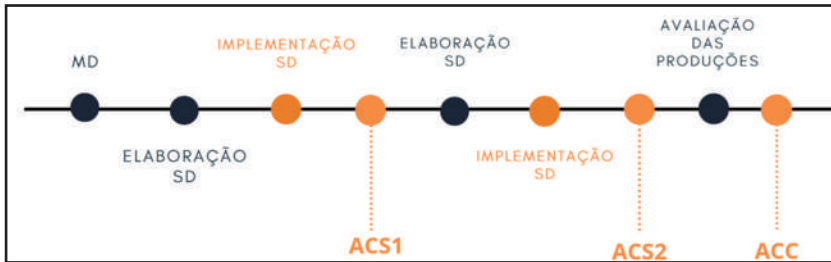 MD
ELABORAÇÃO
SD
IMPLEMENTAÇÃO
SD
ACS1
ELABORAÇÃO
SD
IMPLEMENTAÇÃO
SD
ACS2
AVALIAÇÃO
DAS
PRODUÇÕES
ACC